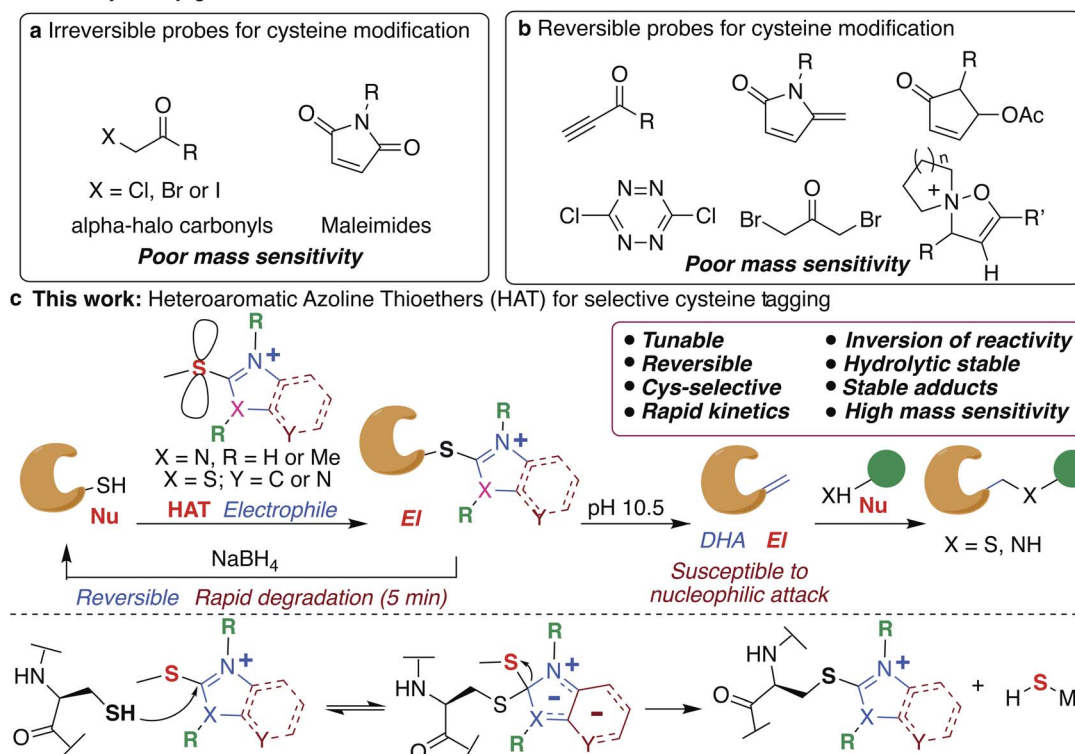 a Irreversible probes for cysteine modification
X
O
R
X = Cl, Br or I
alpha-halo carbonyls
R
N
O
O
Maleimides
Poor mass sensitivity
b Reversible probes for cysteine modification
O
R
R
O
N
R
O
OAc
N N
Cl
Cl
N N
O
Br
Br
( )n
+
N
O
R'
R
H
Poor mass sensitivity
c This work: Heteroaromatic Azoline Thioethers (HAT) for selective cysteine tagging
• Tunable
• Reversible
• Cys-selective
• Rapid kinetics
• Inversion of reactivity
• Hydrolytic stable
• Stable adducts
• High mass sensitivity
R
S
N +
X
R
Y
X = N, R = H or Me
X = S; Y = C or N
SH
Nu
HAT Electrophile
R
S
N +
X
R
Y
El
pH 10.5
DHA El
Susceptible to
nucleophilic attack
XH
Nu
X
X = S, NH
NaBH4
Reversible Rapid degradation (5 min)
HN
O
SH
R
S
N +
X
R
Y
HN
O
S
S
R
N +
–
–
X
R
Y
HN
O
S
R
N +
X
R
Y
+
H S M